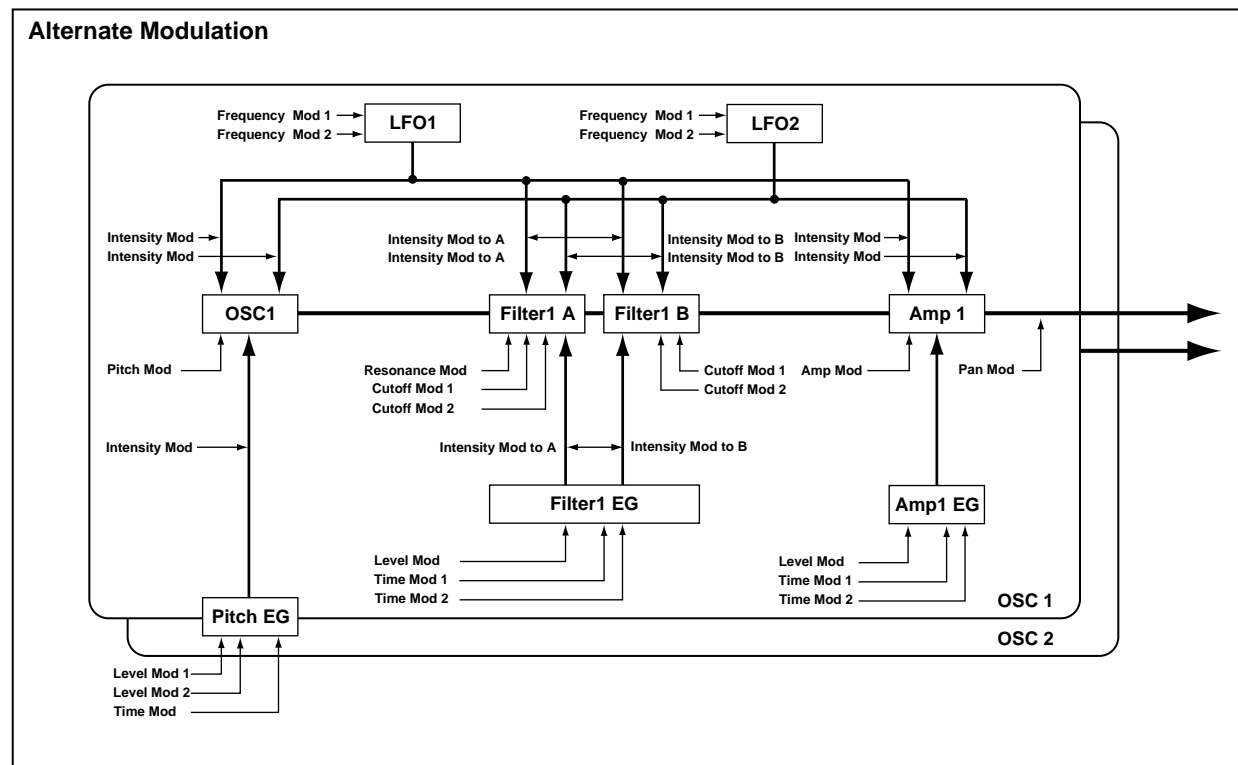 Alternate Modulation
Frequency Mod 1
Frequency Mod 2
LFO1
Frequency Mod 1
Frequency Mod 2
LFO2
Intensity Mod
Intensity Mod
Intensity Mod to A
Intensity Mod to A
Intensity Mod to B
Intensity Mod to B
Intensity Mod
Intensity Mod
OSC1
Filter1 A
Filter1 B
Amp 1
Pitch Mod
Resonance Mod
Cutoff Mod 1
Cutoff Mod 2
Cutoff Mod 1
Cutoff Mod 2
Amp Mod
Pan Mod
Intensity Mod
Intensity Mod to A
Intensity Mod to B
Filter1 EG
Amp1 EG
Level Mod
Time Mod 1
Time Mod 2
Level Mod
Time Mod 1
Time Mod 2
OSC 1
Pitch EG
OSC 2
Level Mod 1
Level Mod 2
Time Mod